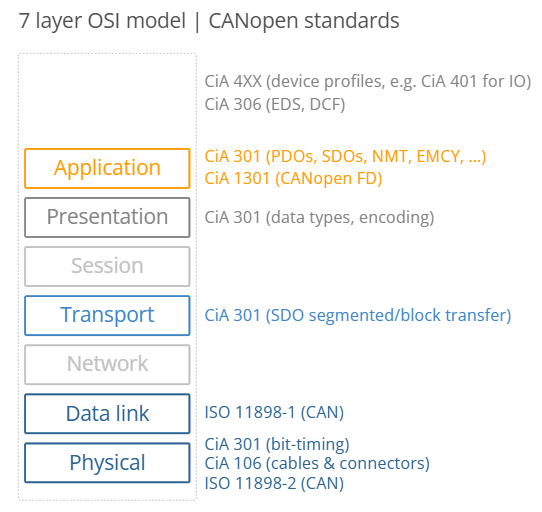 7 layer OSI model | CANopen standards
CiA 4XX (device profiles, e.g. CiA 401 for IO)
CiA 306 (EDS, DCF)
Application
CiA 301 (PDOs, SDOs, NMT, EMCY, ...)
CiA 1301 (CANopen FD)
Presentation
CiA 301 (data types, encoding)
Session
Transport
CiA 301 (SDO segmented/block transfer)
Network
Data link
ISO 11898-1 (CAN)
Physical
CiA 301 (bit-timing)
CiA 106 (cables & connectors)
ISO 11898-2 (CAN)